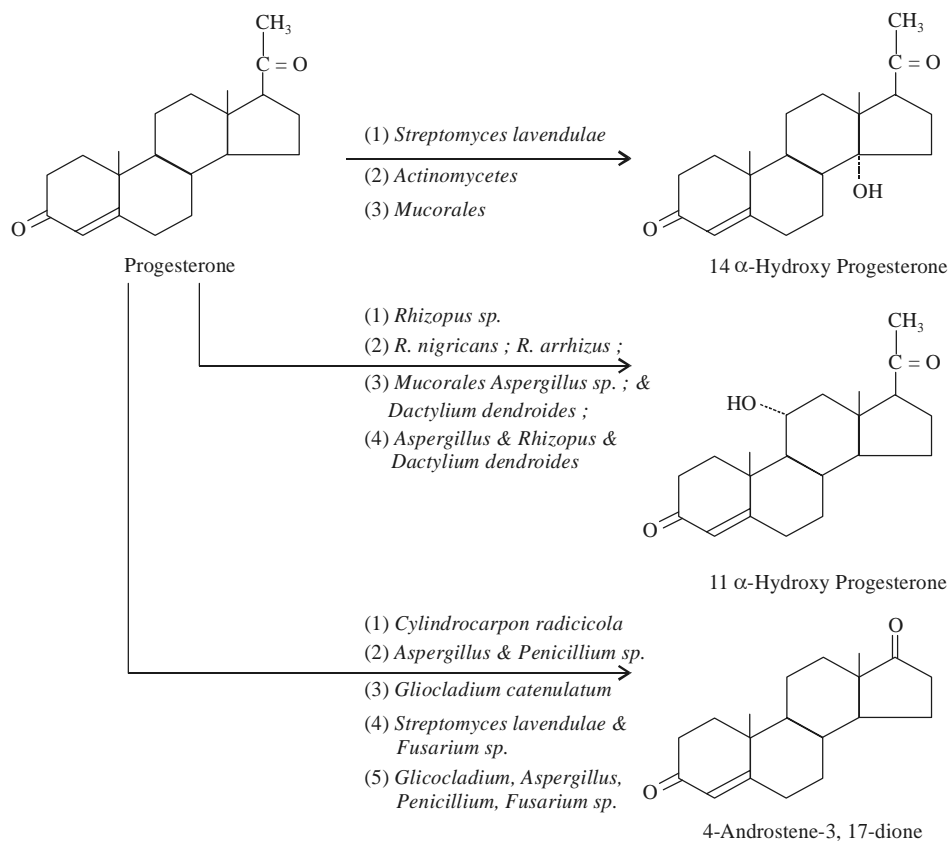 CH₃
C = O
O
Progesterone
(1) Streptomyces lavendulae
(2) Actinomycetes
(3) Mucorales
CH₃
C = O
OH
O
14 α-Hydroxy Progesterone
(1) Rhizopus sp.
(2) R. nigricans ; R. arrhizus ;
(3) Mucorales Aspergillus sp. ; &
Dactylium dendroides ;
(4) Aspergillus & Rhizopus &
Dactylium dendroides
CH₃
C = O
HO
O
11 α-Hydroxy Progesterone
(1) Cylindrocarpon radicicola
(2) Aspergillus & Penicillium sp.
(3) Gliocladium catenulatum
(4) Streptomyces lavendulae &
Fusarium sp.
(5) Glicocladium, Aspergillus,
Penicillium, Fusarium sp.
O
O
4-Androstene-3, 17-dione